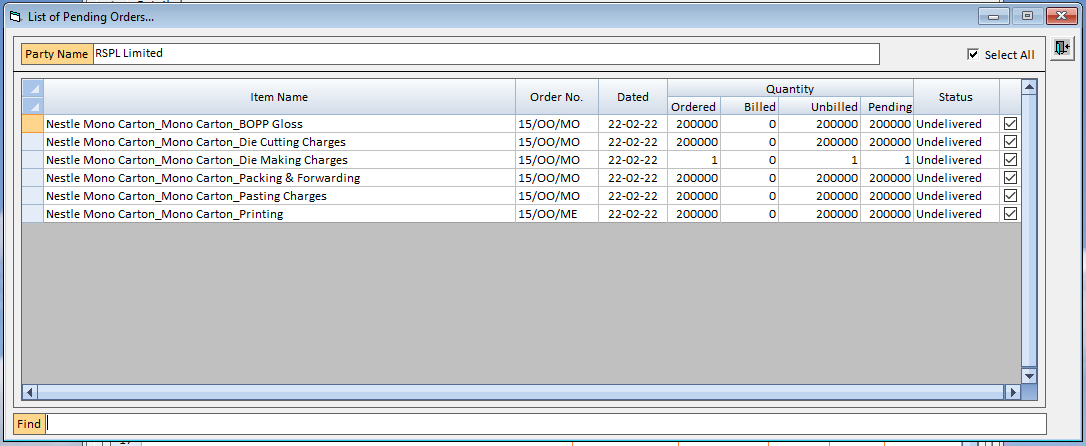 List of Pending Orders...
Party Name RSPL Limited Select All
Item Name Order No. Dated Quantity Status
Ordered Billed Unbilled Pending
Nestle Mono Carton_Mono Carton_BOPP Gloss 15/OO/MO 22-02-22 200000 0 200000 200000 Undelivered
Nestle Mono Carton_Mono Carton_Die Cutting Charges 15/OO/MO 22-02-22 200000 0 200000 200000 Undelivered
Nestle Mono Carton_Mono Carton_Die Making Charges 15/OO/MO 22-02-22 1 0 1 1 Undelivered
Nestle Mono Carton_Mono Carton_Packing & Forwarding 15/OO/MO 22-02-22 200000 0 200000 200000 Undelivered
Nestle Mono Carton_Mono Carton_Pasting Charges 15/OO/MO 22-02-22 200000 0 200000 200000 Undelivered
Nestle Mono Carton_Mono Carton_Printing 15/OO/ME 22-02-22 200000 0 200000 200000 Undelivered
Find